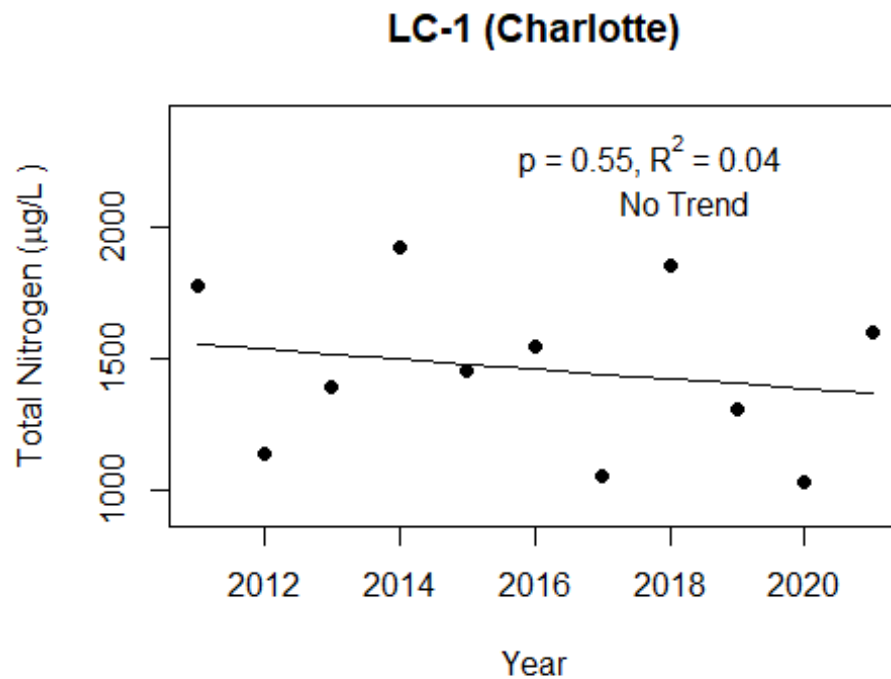 LC-1 (Charlotte)
p = 0.55, R² = 0.04
No Trend
Total Nitrogen (µg/L )
2000
1500
1000
2012 2014 2016 2018 2020
Year